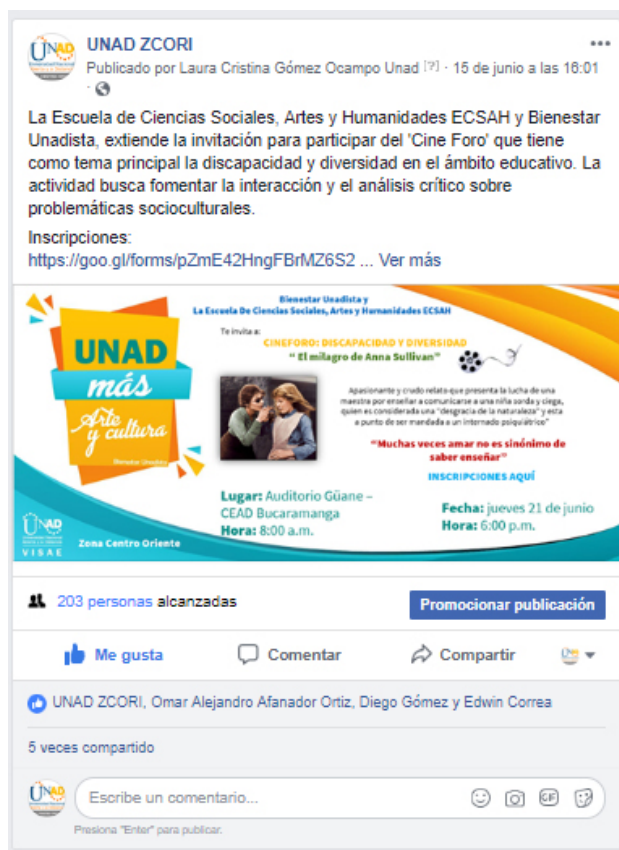 UNAD ZCORI
Publicado por Laura Cristina Gómez Ocampo Unad [?] · 15 de junio a las 16:01
La Escuela de Ciencias Sociales, Artes y Humanidades ECSAH y Bienestar
Unadista, extiende la invitación para participar del 'Cine Foro' que tiene
como tema principal la discapacidad y diversidad en el ámbito educativo. La
actividad busca fomentar la interacción y el análisis crítico sobre
problemáticas socioculturales.
Inscripciones:
https://goo.gl/forms/pZmE42HngFBrMZ6S2 ... Ver más
Bienestar Unadista y
La Escuela De Ciencias Sociales, Artes y Humanidades ECSAH
Te invita a:
CINEFORO: DISCAPACIDAD Y DIVERSIDAD
“ El milagro de Anna Sullivan”
UNAD
más
Arte
y cultura
Bienestar Unadista
Apasionante y crudo relato que presenta la lucha de una
maestra por enseñar a comunicarse a una niña sorda y ciega,
quien es considerada una "desgracia de la naturaleza" y esta
a punto de ser mandada a un internado psiquiátrico"
“Muchas veces amar no es sinónimo de
saber enseñar”
INSCRIPCIONES AQUÍ
Lugar: Auditorio Güane –
CEAD Bucaramanga
Hora: 8:00 a.m.
Fecha: jueves 21 de junio
Hora: 6:00 p.m.
UNAD
VISAE
Zona Centro Oriente
203 personas alcanzadas
Promocionar publicación
Me gusta
Comentar
Compartir
UNAD ZCORI, Omar Alejandro Afanador Ortiz, Diego Gómez y Edwin Correa
5 veces compartido
UNAD
Escribe un comentario...
GIF
Presiona "Enter" para publicar.